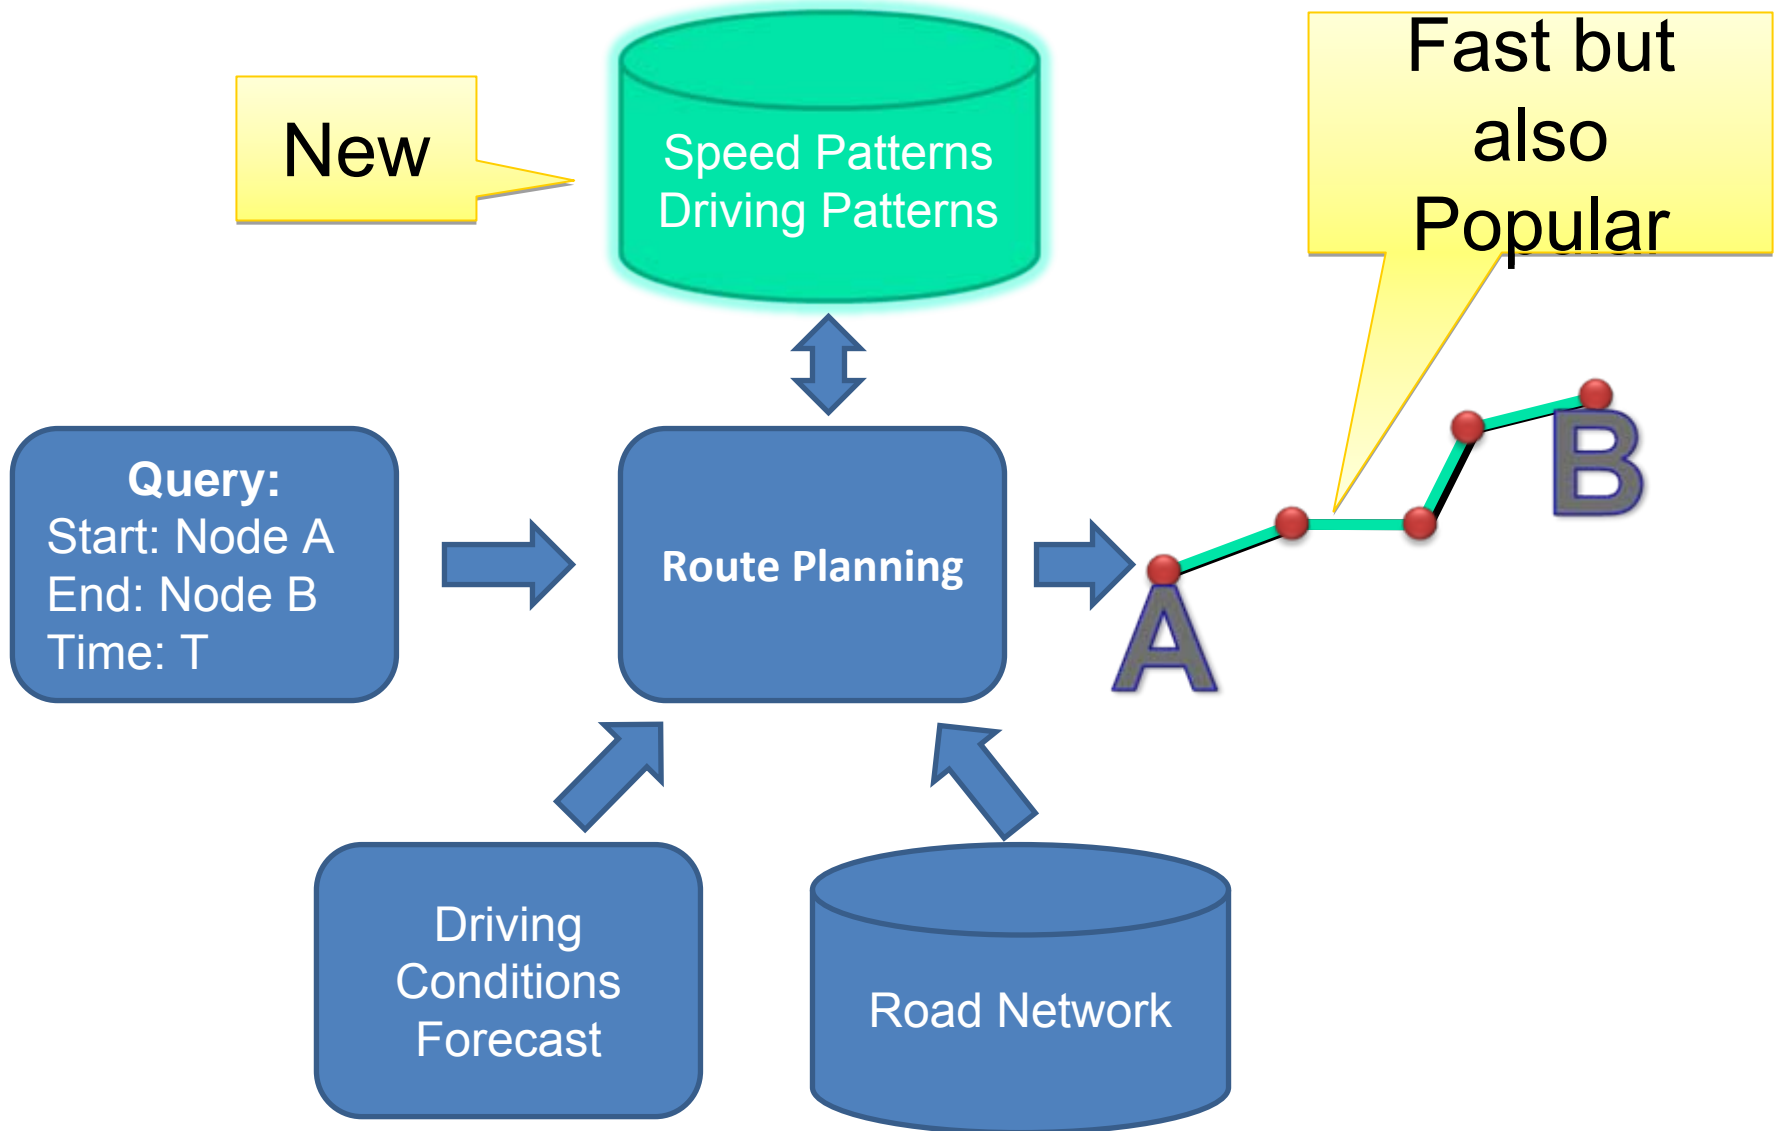 New
Speed Patterns
Driving Patterns
Fast but
also
Popular
Query:
Start: Node A
End: Node B
Time: T
Route Planning
A
B
Driving
Conditions
Forecast
Road Network